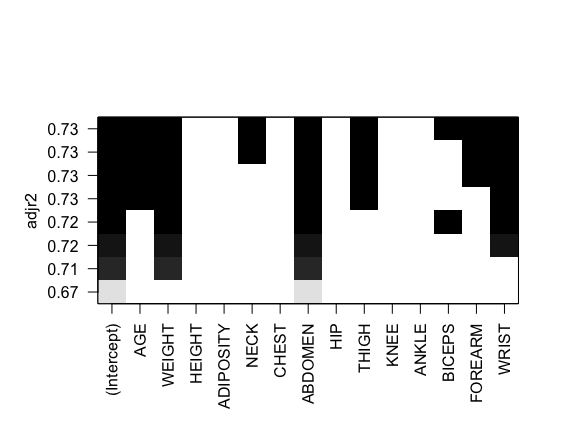 adjr2
0.73
0.73
0.73
0.73
0.72
0.72
0.71
0.67
(Intercept)
AGE
WEIGHT
HEIGHT
ADIPOSITY
NECK
CHEST
ABDOMEN
HIP
THIGH
KNEE
ANKLE
BICEPS
FOREARM
WRIST